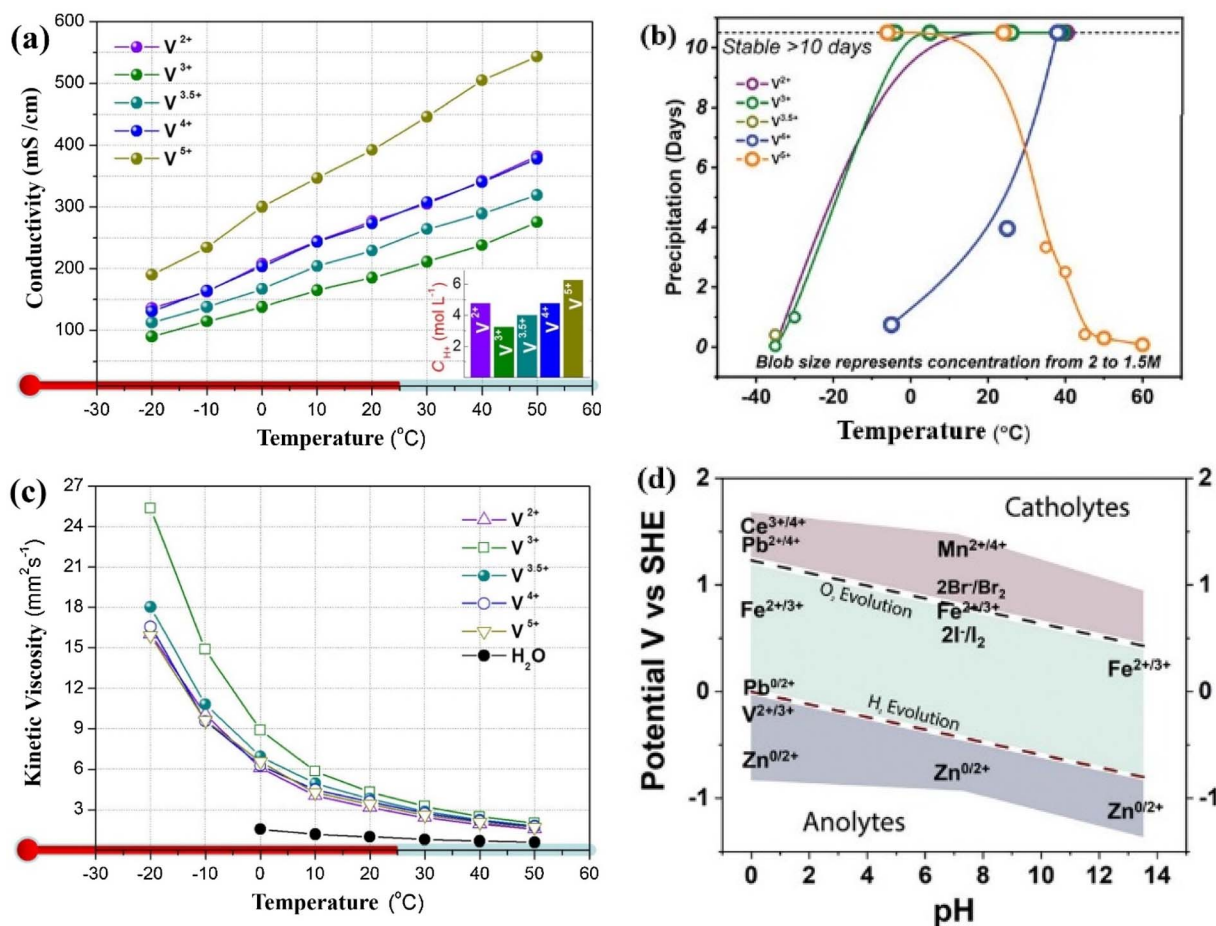 (a)
600
500
400
300
200
100
Conductivity (mS /cm)
V 2+
V 3+
V 3.5+
V 4+
V 5+
6
4
2
C H+ (mol L-1)
V 2+
V 3+
V 3.5+
V 4+
V 5+
-30 -20 -10 0 10 20 30 40 50 60
Temperature (°C)
(b)
10
8
6
4
2
0
Precipitation (Days)
Stable >10 days
V2+
V3+
V3.5+
V5+
Blob size represents concentration from 2 to 1.5M
-40 -20 0 20 40 60
Temperature (°C)
(c)
27
24
21
18
15
12
9
6
3
Kinetic Viscosity (mm2s-1)
V 2+
V 3+
V 3.5+
V 4+
V 5+
H2O
-30 -20 -10 0 10 20 30 40 50 60
Temperature (°C)
(d)
2
1
0
-1
Potential V vs SHE
Catholytes
Ce3+/4+
Pb2+/4+
Mn2+/4+
O2 Evolution
2Br-/Br2
Fe2+/3+
Fe2+/3+
2I-/I2
Fe2+/3+
Pb0/2+
V2+/3+
H2 Evolution
Zn0/2+
Zn0/2+
Zn0/2+
Anolytes
2
1
0
-1
0 2 4 6 8 10 12 14
pH